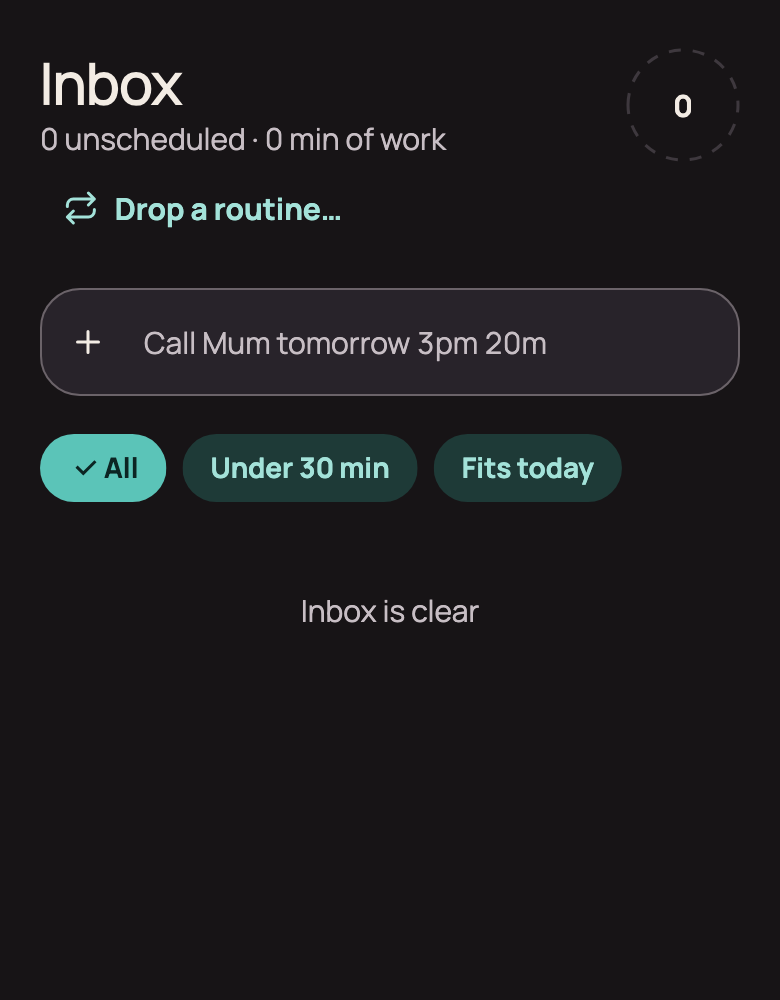 Inbox
0
0 unscheduled · 0 min of work
Drop a routine...
Call Mum tomorrow 3pm 20m
All
Under 30 min
Fits today
Inbox is clear